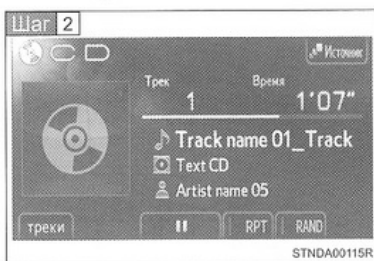 Шаг 2
Источник
Трек Время
1 1'07"
Track name 01_Track
Text CD
Artist name 05
треки RPT RAND
STNDA00115R